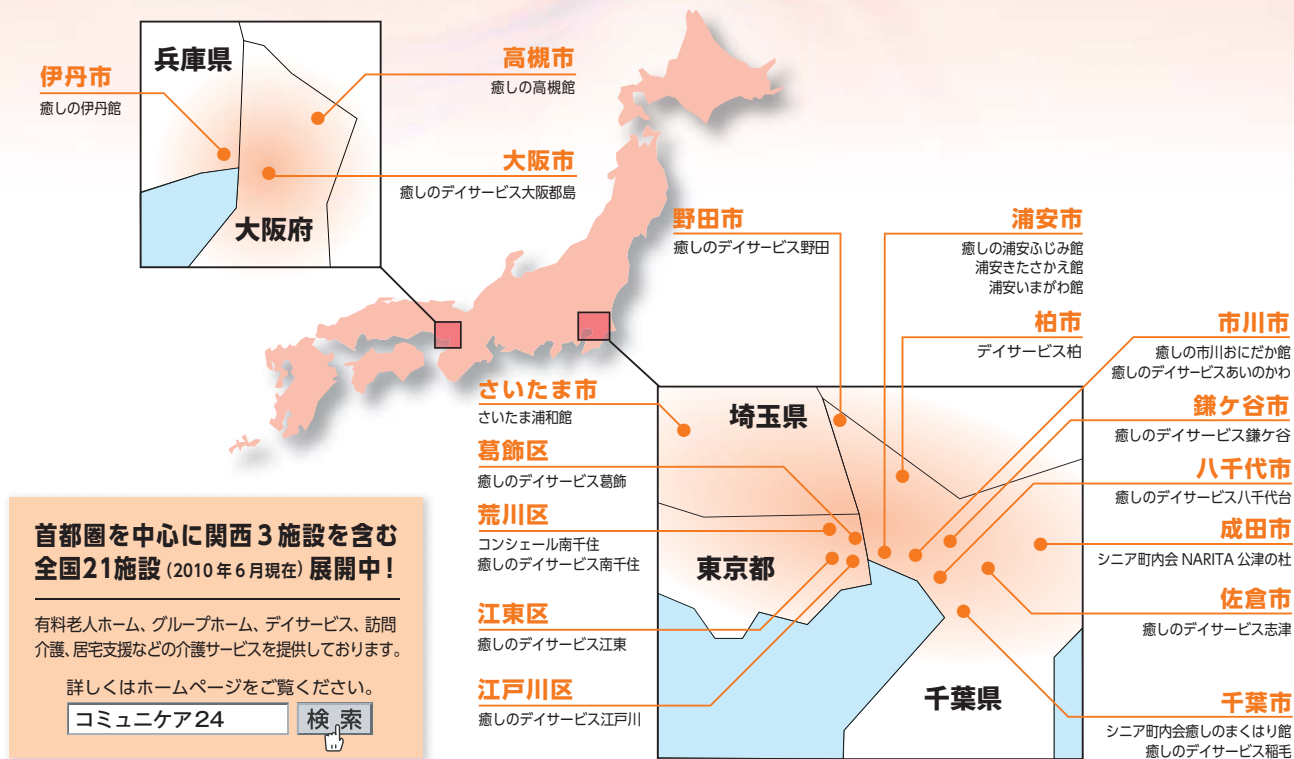 兵庫県
伊丹市
癒しの伊丹館
高槻市
癒しの高槻館
大阪市
癒しのデイサービス大阪都島
大阪府
野田市
癒しのデイサービス野田
浦安市
癒しの浦安ふじみ館
浦安きたさかえ館
浦安いまがわ館
柏市
デイサービス柏
市川市
癒しの市川おにだか館
癒しのデイサービスあいのかわ
鎌ケ谷市
癒しのデイサービス鎌ケ谷
八千代市
癒しのデイサービス八千代台
成田市
シニア町内会 NARITA 公津の杜
佐倉市
癒しのデイサービス志津
千葉市
シニア町内会癒しのまくはり館
癒しのデイサービス稲毛
さいたま市
さいたま浦和館
葛飾区
癒しのデイサービス葛飾
荒川区
コンシェール南千住
癒しのデイサービス南千住
江東区
癒しのデイサービス江東
江戸川区
癒しのデイサービス江戸川
埼玉県
東京都
千葉県
首都圏を中心に関西3施設を含む
全国21施設(2010年6月現在)展開中!
有料老人ホーム、グループホーム、デイサービス、訪問
介護、居宅支援などの介護サービスを提供しております。
詳しくはホームページをご覧ください。
コミュニケア24 検索